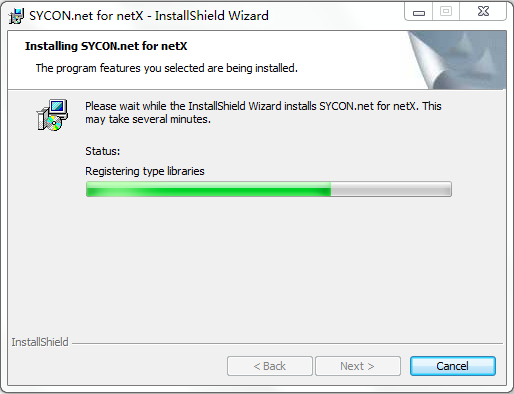 SYCON.net for netX - InstallShield Wizard
Installing SYCON.net for netX
The program features you selected are being installed.
Please wait while the InstallShield Wizard installs SYCON.net for netX. This
may take several minutes.
Status:
Registering type libraries
InstallShield
< Back
Next >
Cancel